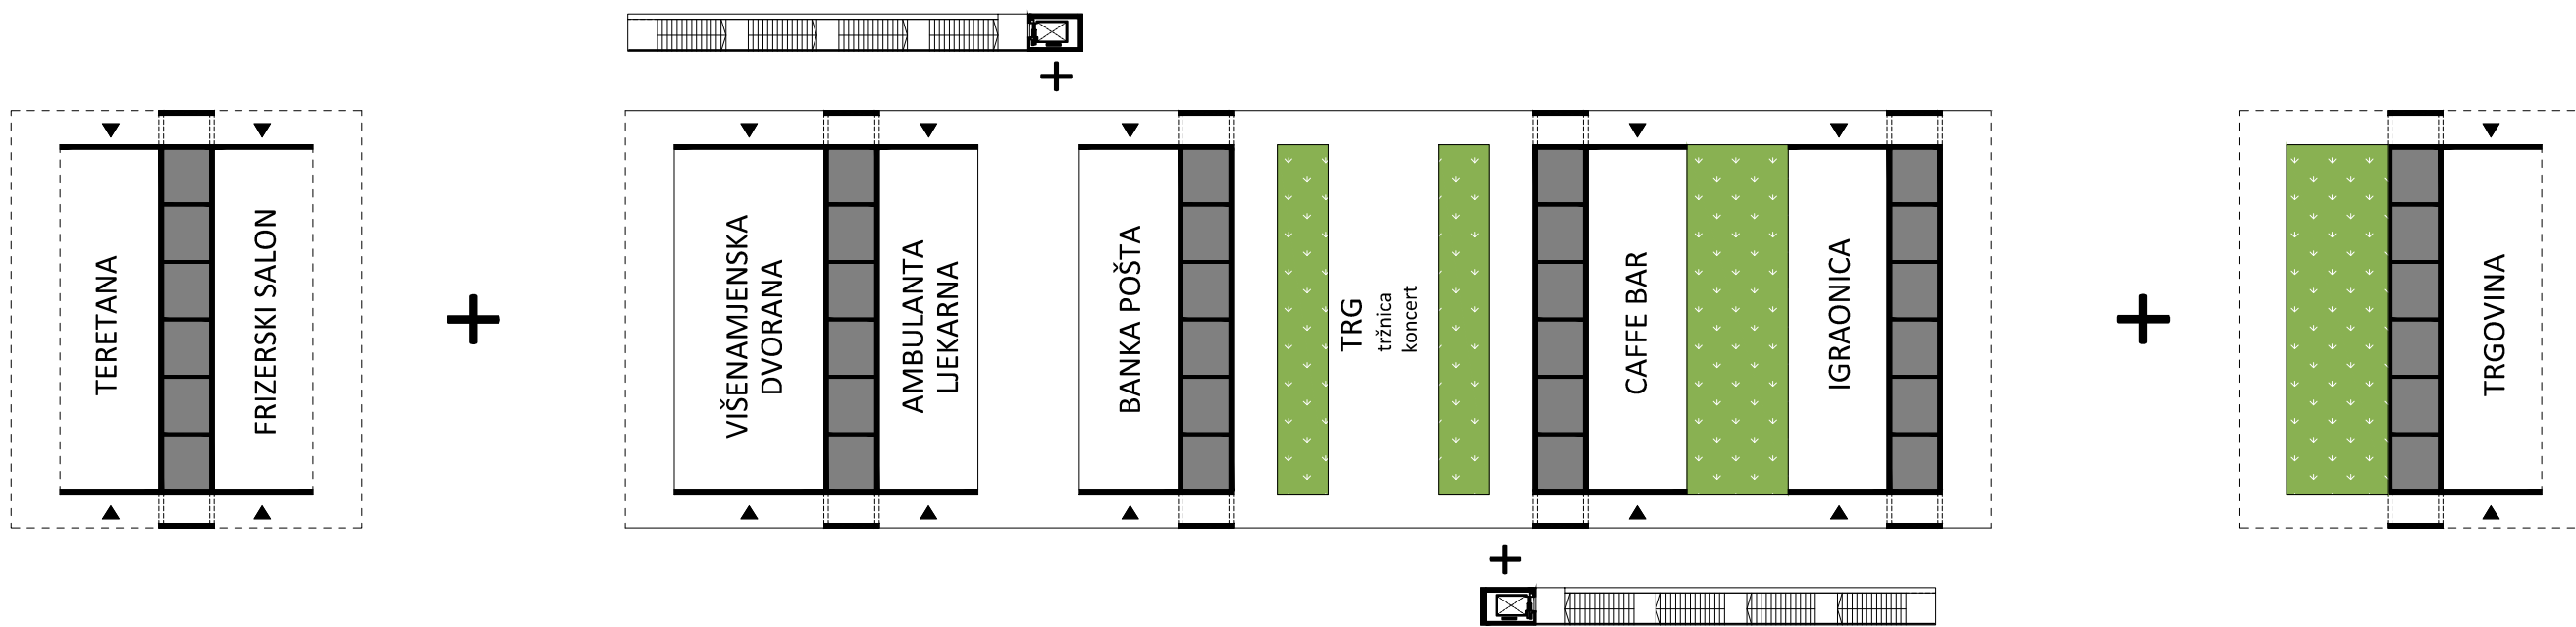 TERETANA
FRIZERSKI SALON
VIŠENAMJENSKA
DVORANA
AMBULANTA
LJEKARNA
BANKA POŠTA
TRG
tržnica
koncert
CAFFE BAR
IGRAONICA
TRGOVINA